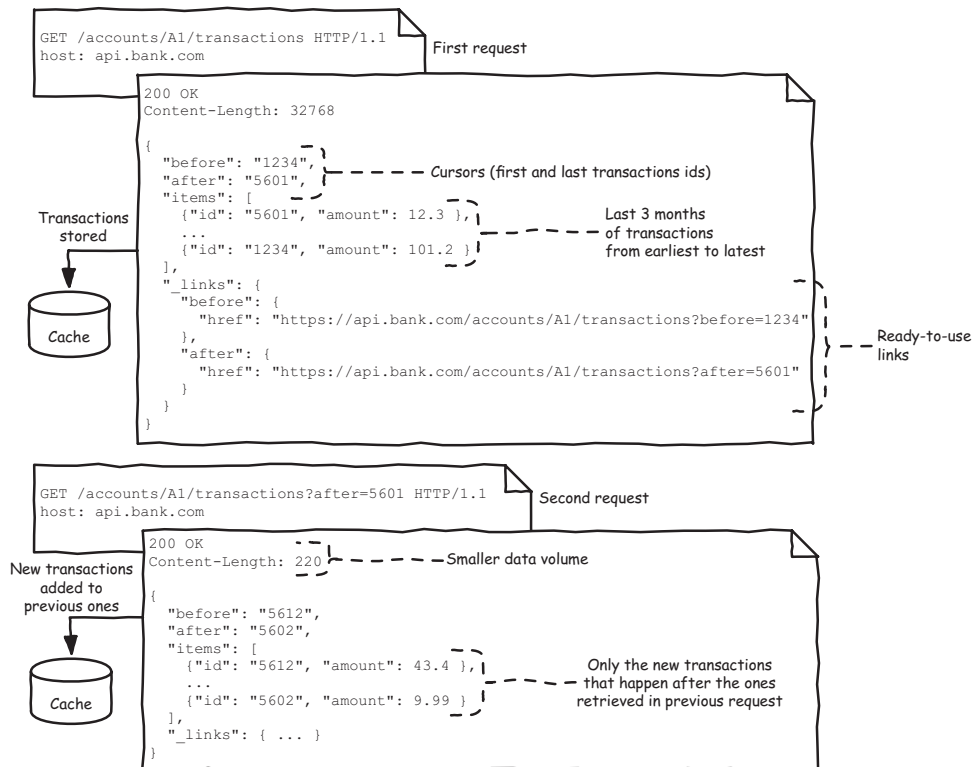 GET /accounts/A1/transactions HTTP/1.1
host: api.bank.com
First request
200 OK
Content-Length: 32768
{
"before": "1234",
"after": "5601",
Cursors (first and last transactions ids)
"items": [
{"id": "5601", "amount": 12.3 },
...
{"id": "1234", "amount": 101.2 }
Last 3 months
of transactions
from earliest to latest
],
"_links": {
"before": {
"href": "https://api.bank.com/accounts/A1/transactions?before=1234"
},
"after": {
"href": "https://api.bank.com/accounts/A1/transactions?after=5601"
}
}
}
Transactions
stored
Cache
Ready-to-use
links
GET /accounts/A1/transactions?after=5601 HTTP/1.1
host: api.bank.com
Second request
200 OK
Content-Length: 220
Smaller data volume
{
"before": "5612",
"after": "5602",
"items": [
{"id": "5612", "amount": 43.4 },
...
{"id": "5602", "amount": 9.99 }
Only the new transactions
that happen after the ones
retrieved in previous request
],
"_links": { ... }
}
New transactions
added to
previous ones
Cache